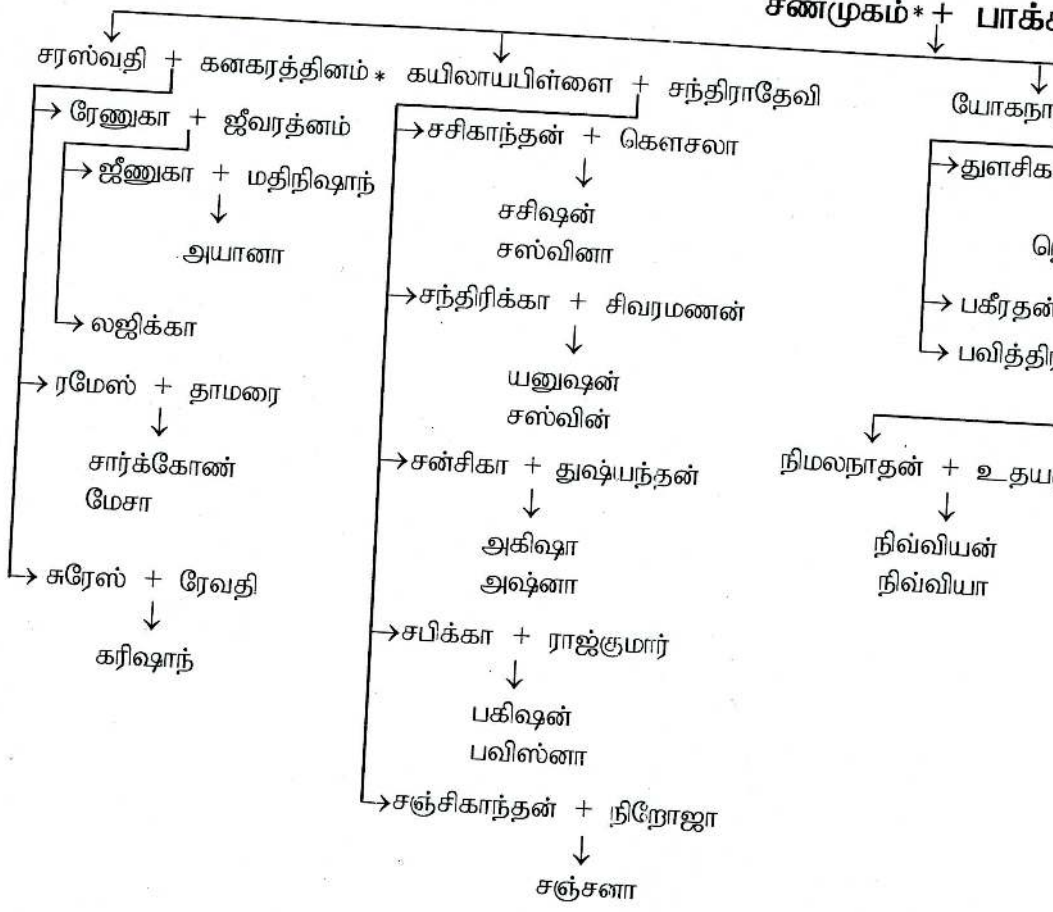 சண்முகம் * +
சரஸ்வதி + கனகரத்தினம் *
ரேணுகா + ஜீவரத்னம்
ஜீணுகா + மதிநிஷாந்
அயானா
லஜிக்கா
ரமேஸ் + தாமரை
சார்க்கோண்
மேசா
சுரேஸ் + ரேவதி
கரிஷாந்
கயிலாயபிள்ளை + சந்திராதேவி
சசிகாந்தன் + கௌசலா
சசிஷன்
சஸ்வினா
சந்திரிக்கா + சிவரமணன்
யனுஷன்
சஸ்வின்
சன்சிகா + துஷ்யந்தன்
அகிஷா
அஷ்னா
சபிக்கா + ராஜ்குமார்
பகிஷன்
பவிஸ்னா
சஞ்சிகாந்தன் + நிறோஜா
சஞ்சனா
பகீரதன்
நிமலநாதன் +
நிவ்வியன்
நிவ்வியா